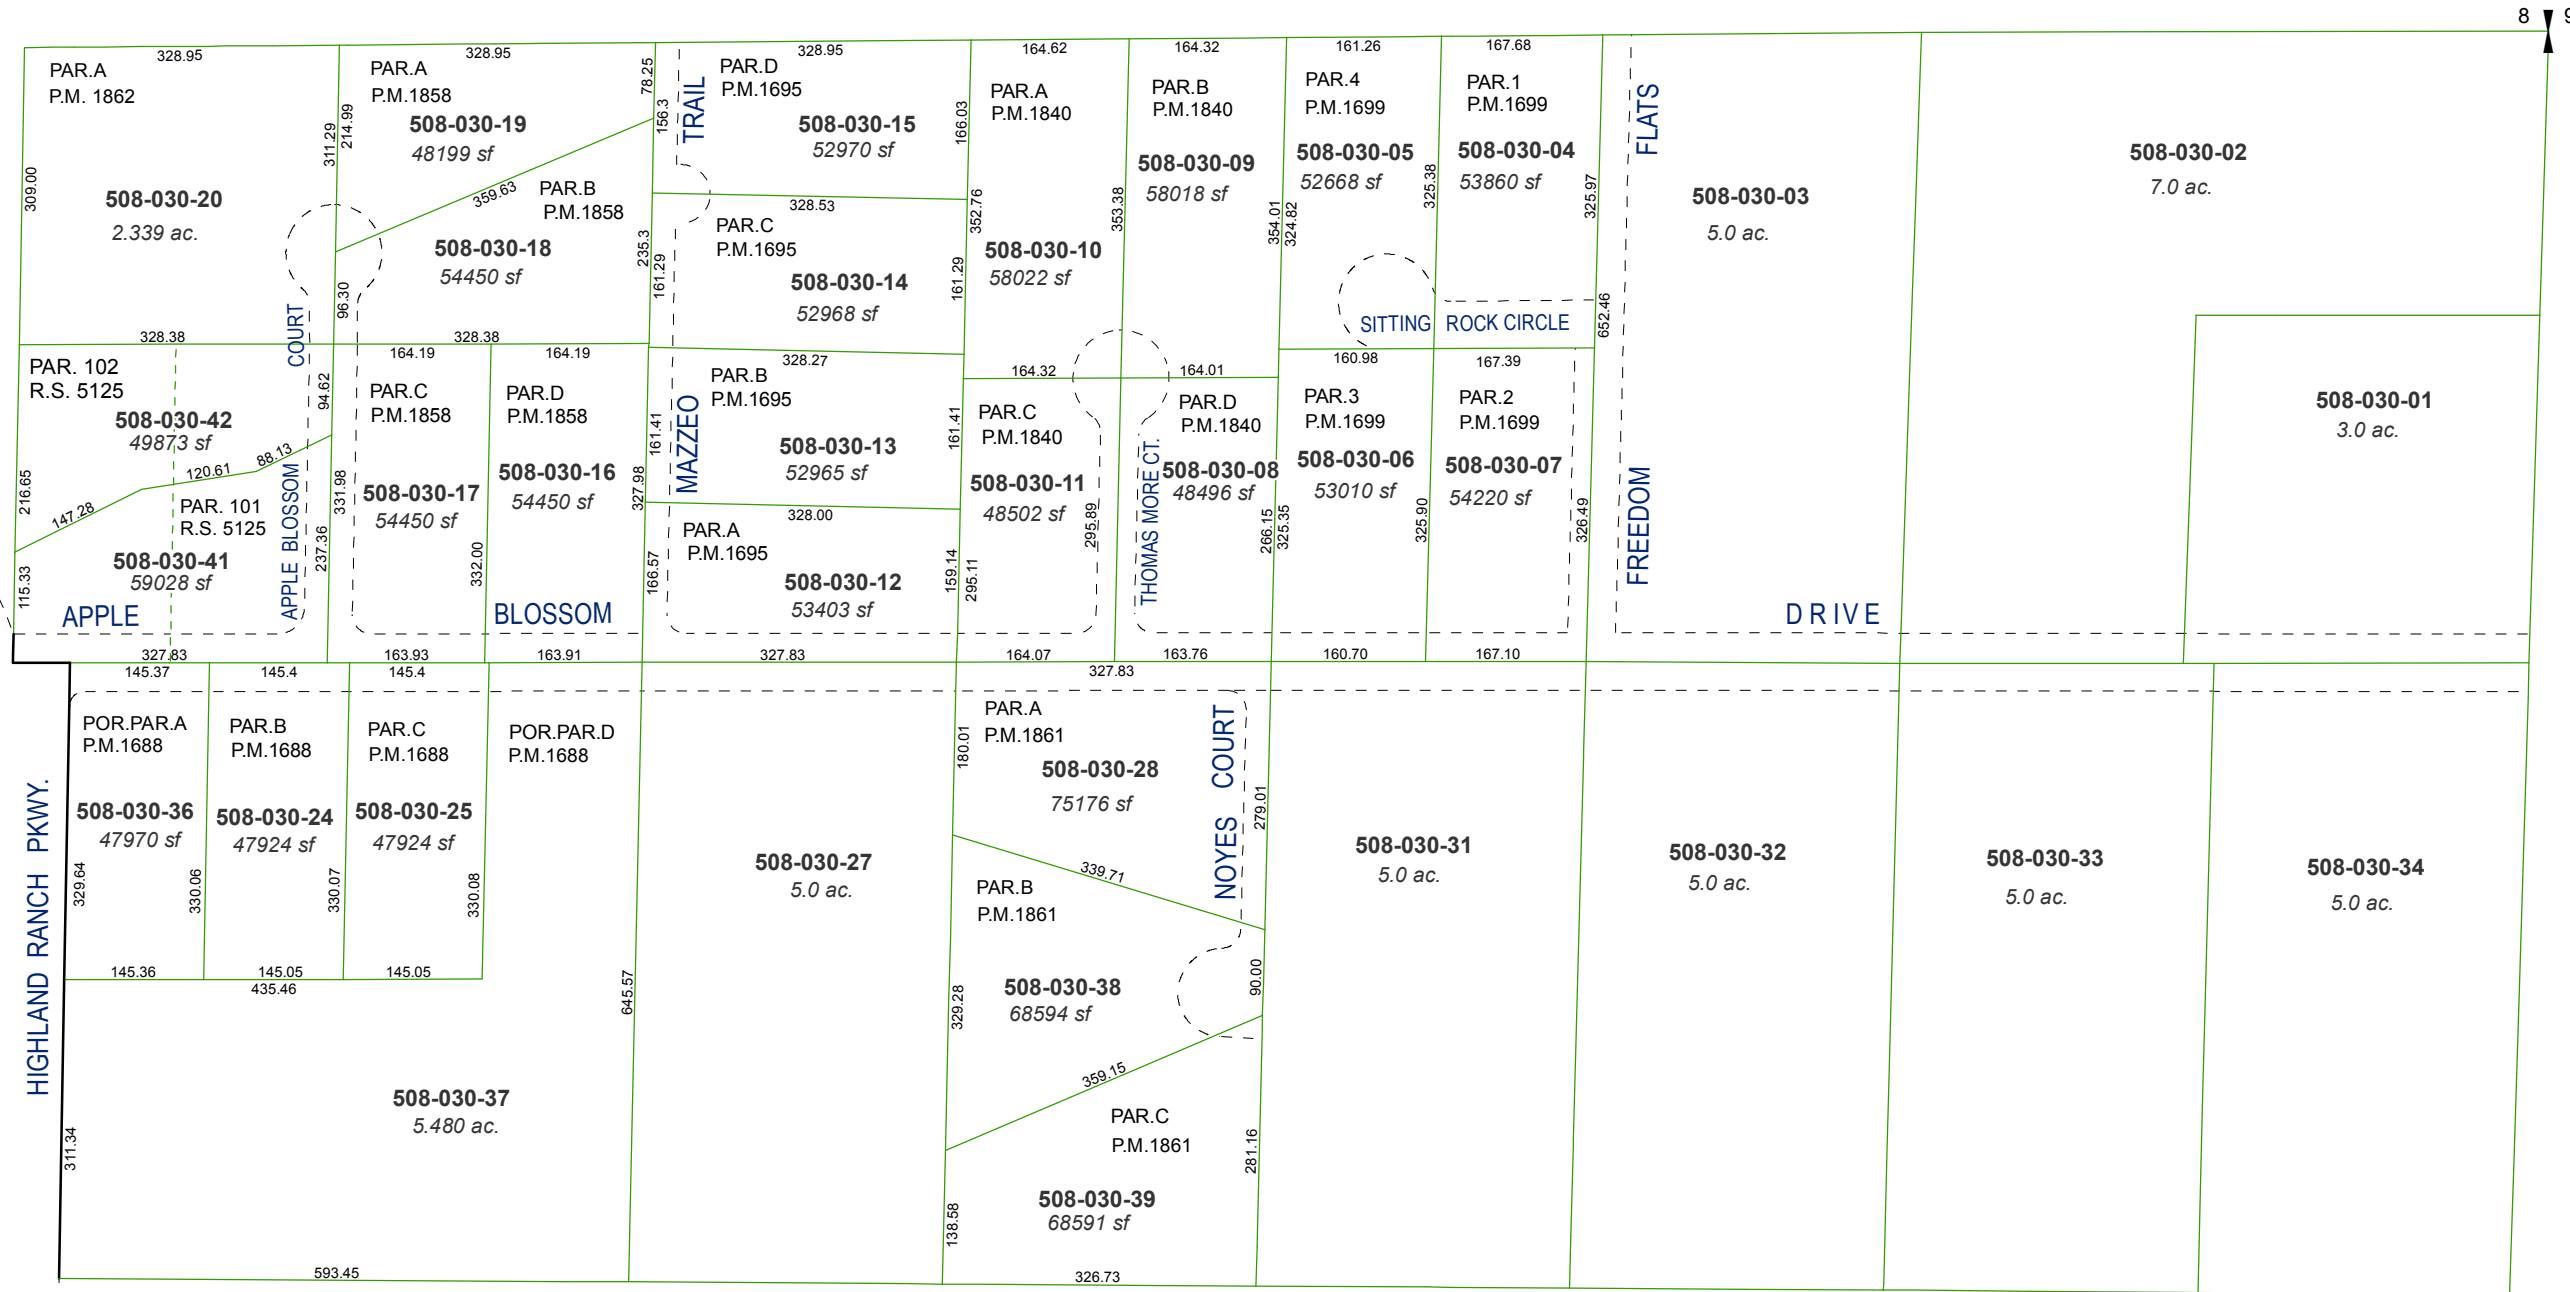 8
9
328.95
328.95
328.95
164.62
164.32
161.26
167.68
PAR.A
P.M. 1862
309.00
508-030-20
2.339 ac.
311.29
214.99
PAR.A
P.M.1858
508-030-19
48199 sf
359.63
PAR.B
P.M.1858
508-030-18
54450 sf
96.30
78.25
156.3
235.3
161.29
TRAIL
PAR.D
P.M.1695
508-030-15
52970 sf
166.03
328.53
PAR.C
P.M.1695
508-030-14
52968 sf
161.29
352.76
PAR.A
P.M.1840
508-030-10
58022 sf
353.38
PAR.B
P.M.1840
508-030-09
58018 sf
354.01
324.82
PAR.4
P.M.1699
508-030-05
52668 sf
325.38
PAR.1
P.M.1699
508-030-04
53860 sf
325.97
SITTING
ROCK CIRCLE
652.46
FLATS
508-030-03
5.0 ac.
508-030-02
7.0 ac.
508-030-01
3.0 ac.
328.38
328.38
COURT
PAR. 102
R.S. 5125
508-030-42
49873 sf
94.62
216.65
147.28
120.61
88.13
PAR. 101
R.S. 5125
508-030-41
59028 sf
115.33
APPLE BLOSSOM
237.36
331.98
164.19
PAR.C
P.M.1858
508-030-17
54450 sf
332.00
164.19
PAR.D
P.M.1858
508-030-16
54450 sf
327.98
161.41
166.57
MAZZEO
328.27
PAR.B
P.M.1695
508-030-13
52965 sf
161.41
328.00
PAR.A
P.M.1695
508-030-12
53403 sf
159.14
295.11
164.32
PAR.C
P.M.1840
508-030-11
48502 sf
295.89
THOMAS MORE CT.
164.01
PAR.D
P.M.1840
508-030-08
48496 sf
266.15
325.35
160.98
PAR.3
P.M.1699
508-030-06
53010 sf
325.90
167.39
PAR.2
P.M.1699
508-030-07
54220 sf
326.49
FREEDOM
APPLE
BLOSSOM
DRIVE
327.83
163.93
163.91
327.83
164.07
163.76
160.70
167.10
145.37
145.4
145.4
327.83
HIGHLAND RANCH PKWY.
POR.PAR.A
P.M.1688
508-030-36
47970 sf
329.64
330.06
145.36
PAR.B
P.M.1688
508-030-24
47924 sf
330.07
145.05
PAR.C
P.M.1688
508-030-25
47924 sf
330.08
145.05
435.46
POR.PAR.D
P.M.1688
508-030-37
5.480 ac.
311.34
593.45
645.57
508-030-27
5.0 ac.
180.01
PAR.A
P.M.1861
508-030-28
75176 sf
NOYES COURT
279.01
339.71
PAR.B
P.M.1861
508-030-38
68594 sf
329.28
90.00
359.15
PAR.C
P.M.1861
508-030-39
68591 sf
138.58
281.16
326.73
508-030-31
5.0 ac.
508-030-32
5.0 ac.
508-030-33
5.0 ac.
508-030-34
5.0 ac.